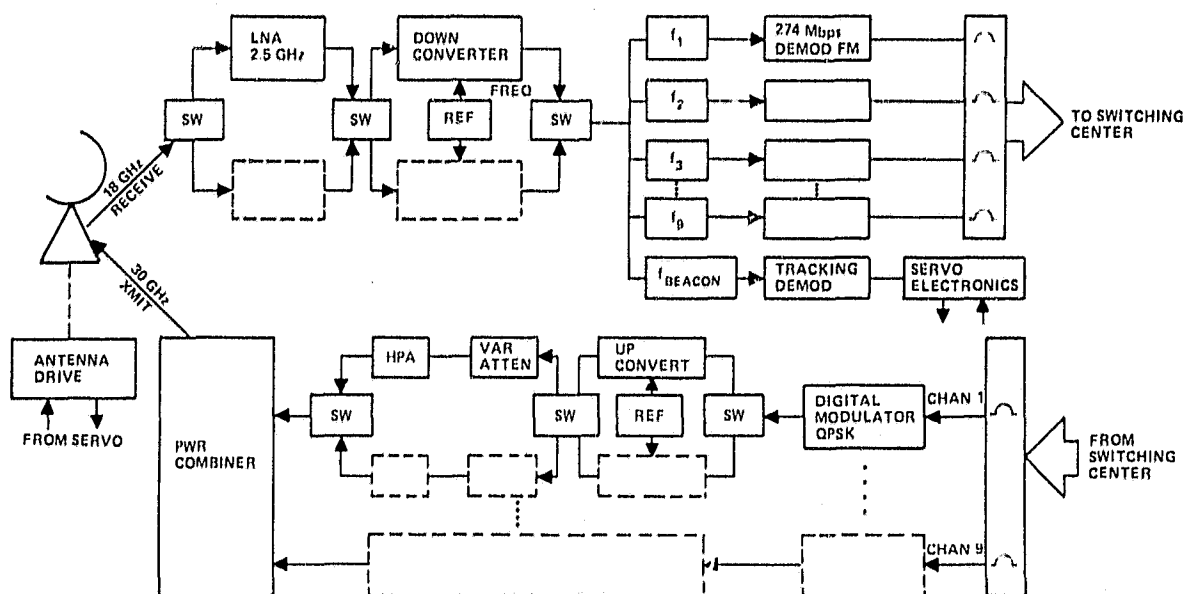 LNA
2.5 GHz
DOWN
CONVERTER
f1
274 Mbps
DEMOD FM
FREQ
SW
SW
REF
SW
f2
TO SWITCHING
CENTER
f3
18 GHz
RECEIVE
f9
30 GHz
XMIT
fBEACON
TRACKING
DEMOD
SERVO
ELECTRONICS
ANTENNA
DRIVE
FROM SERVO
PWR
COMBINER
HPA
VAR
ATTEN
UP
CONVERT
SW
SW
REF
SW
DIGITAL
MODULATOR
QPSK
CHAN 1
FROM
SWITCHING
CENTER
CHAN 9